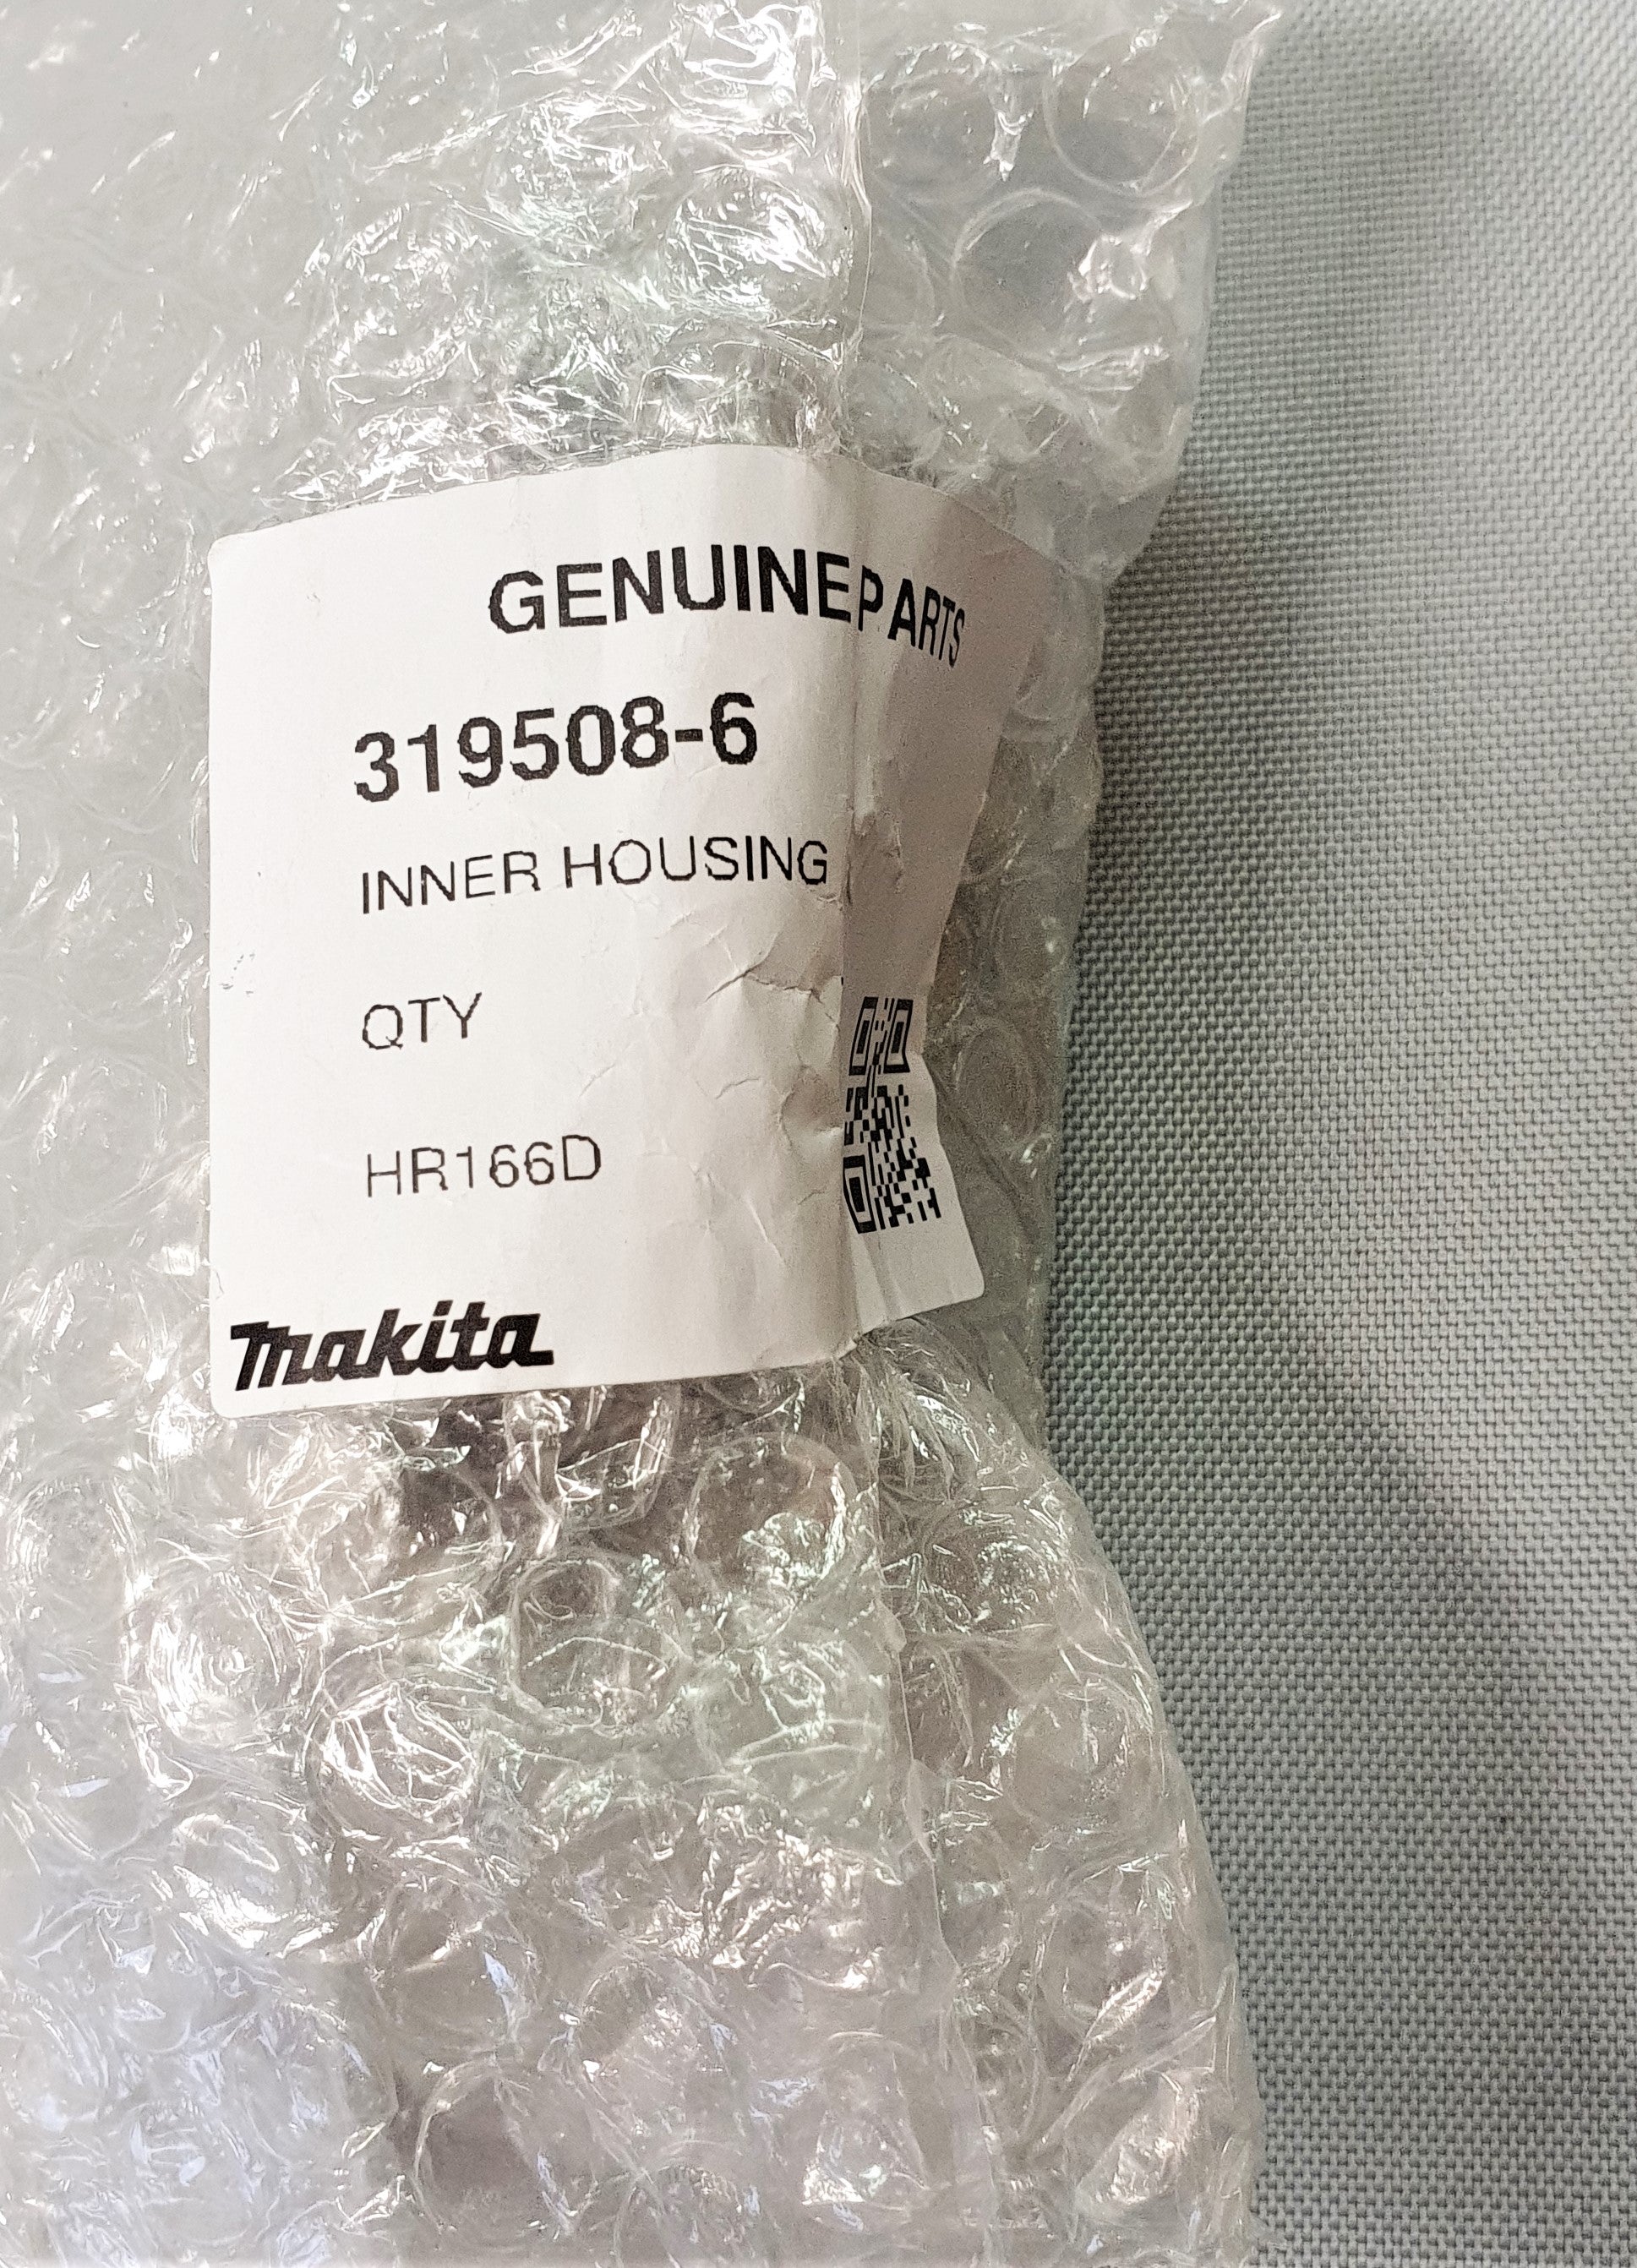 GENUINEPARTS
319508-6
INNER HOUSING
QTY
HR166D
makita